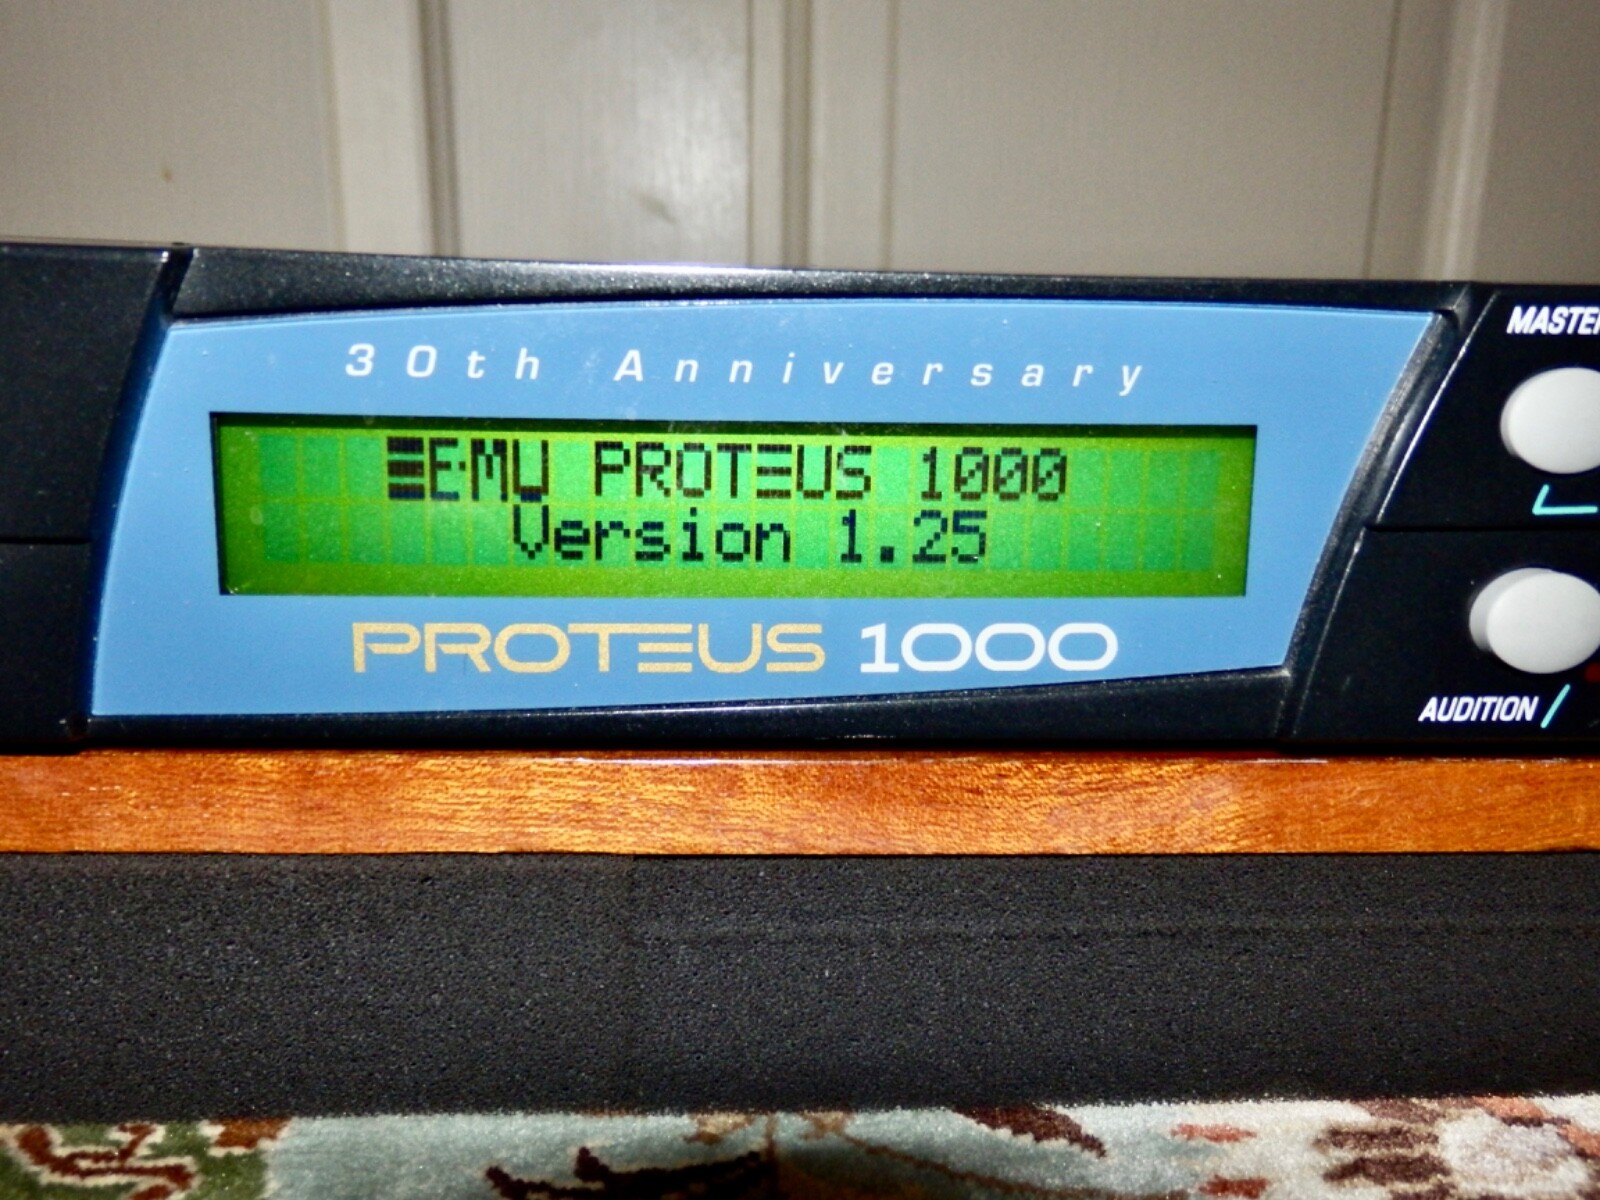 30th Anniversary
E-MU PROTEUS 1000
Version 1.25
PROTEUS 1000
MASTER
AUDITION /